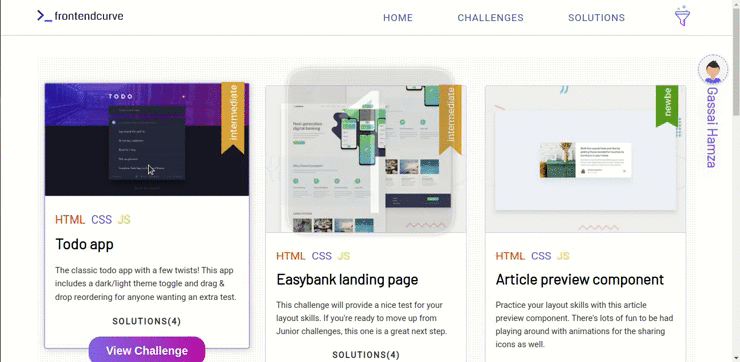 frontendcurve
HOME
CHALLENGES
SOLUTIONS
Gassai Hamza
TODO
intermediate
HTML CSS JS
Todo app
The classic todo app with a few twists! This app
includes a dark/light theme toggle and drag &
drop reordering for anyone wanting an extra test.
SOLUTIONS(4)
View Challenge
1
Next generation
digital banking
intermediate
HTML CSS JS
Easybank landing page
This challenge will provide a nice test for your
layout skills. If you're ready to move up from
Junior challenges, this one is a great next step.
SOLUTIONS(4)
newbe
HTML CSS JS
Article preview component
Practice your layout skills with this article
preview component. There's lots of fun to be had
playing around with animations for the sharing
icons as well.